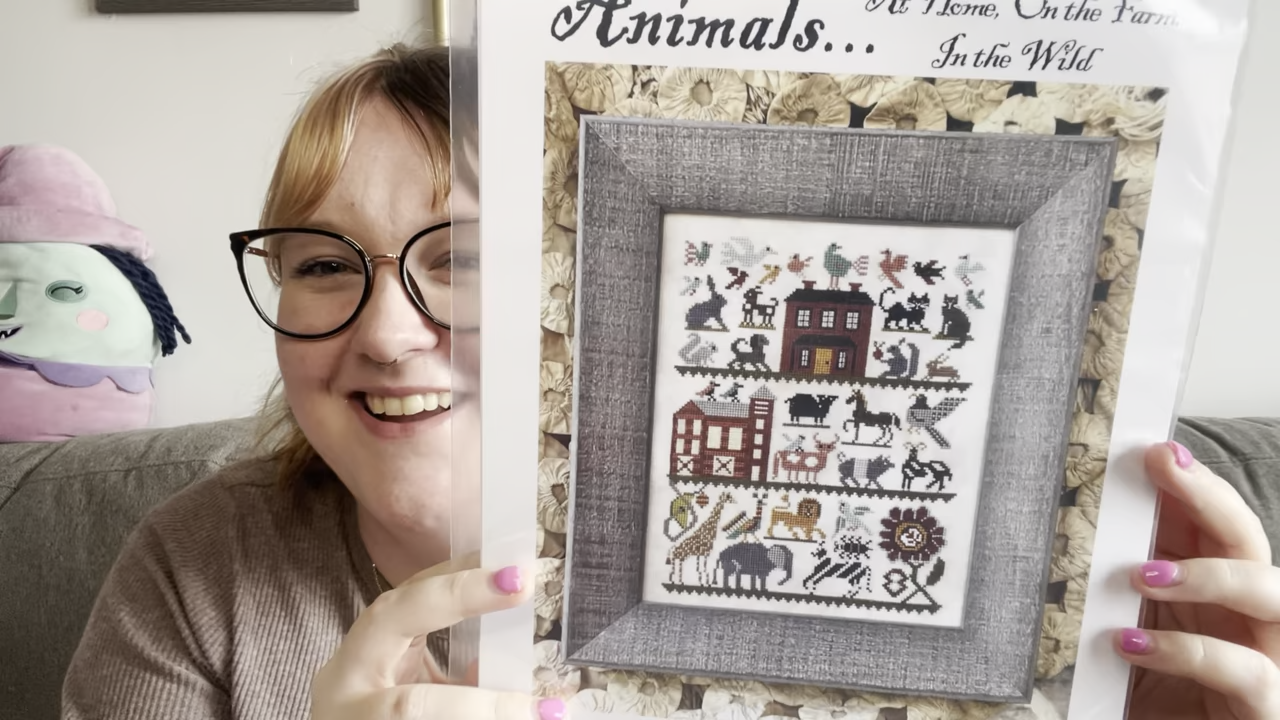 Animals...
At Home, On the Farm,
In the Wild